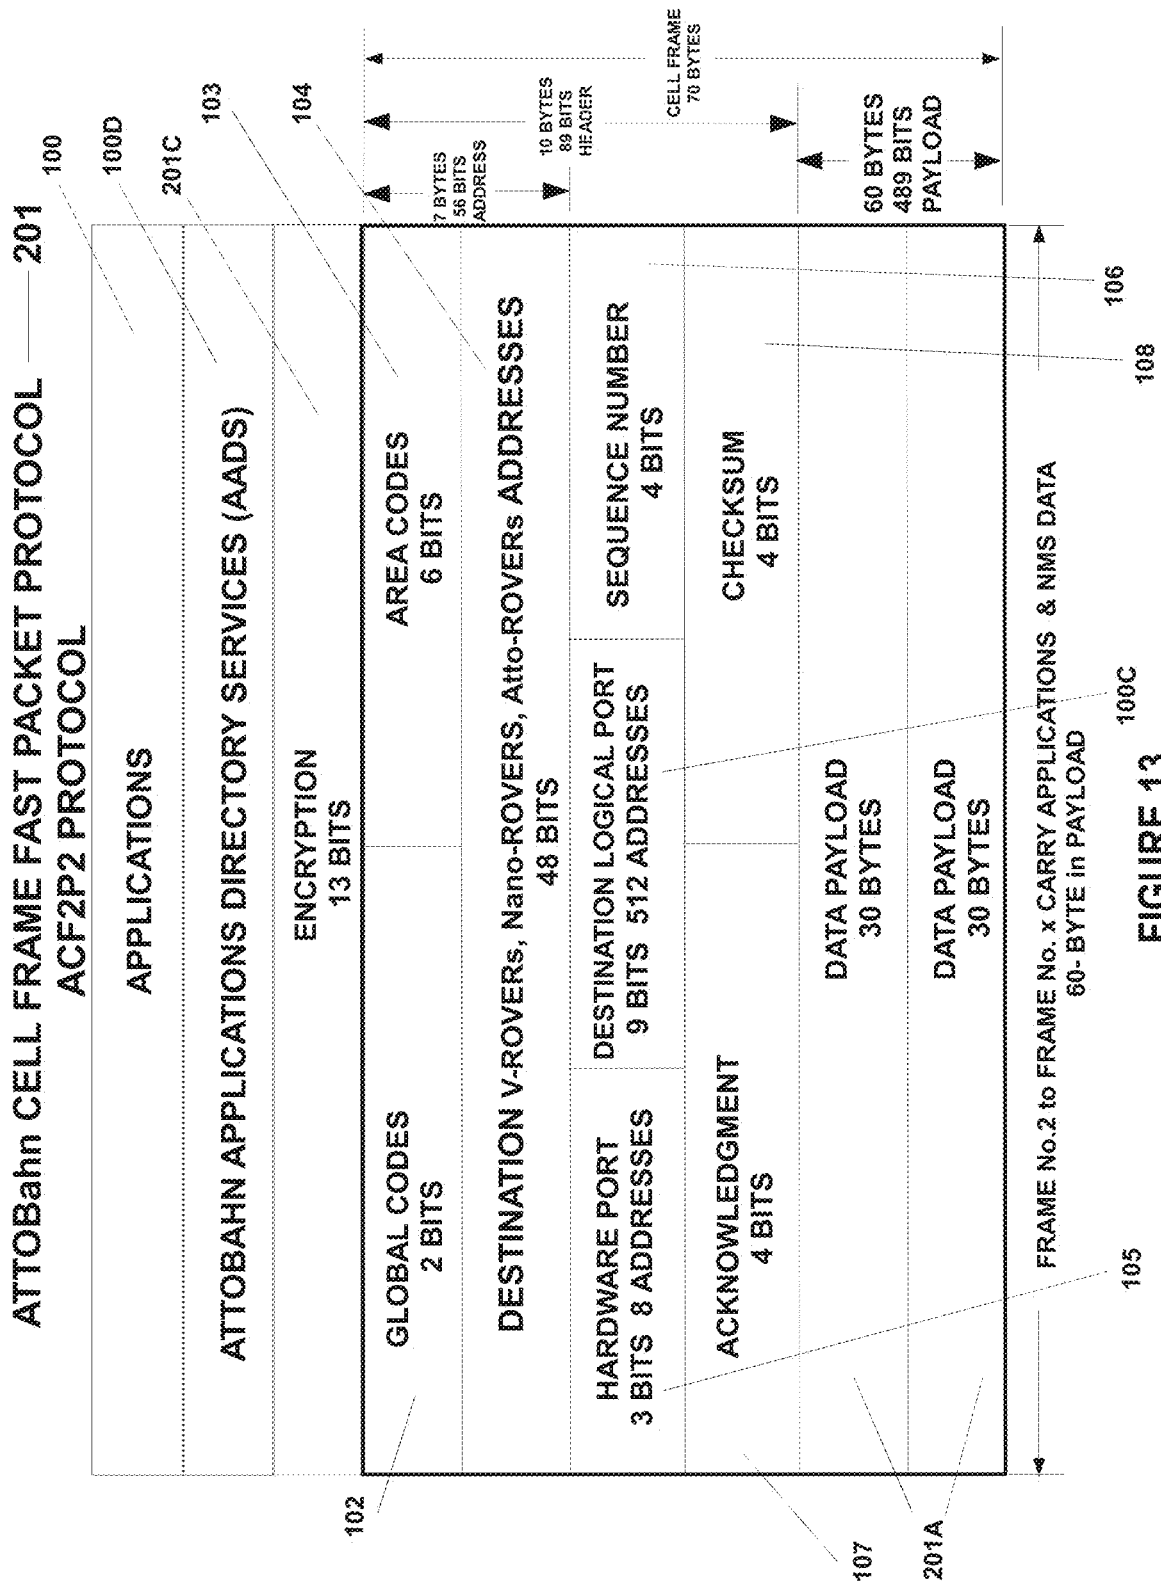 ATTOBahn CELL FRAME FAST PACKET PROTOCOL 201
ACF2P2 PROTOCOL
100
100D
201C
103
104
APPLICATIONS
ATTOBAHN APPLICATIONS DIRECTORY SERVICES (AADS)
ENCRYPTION
13 BITS
102
GLOBAL CODES
2 BITS
AREA CODES
6 BITS
7 BYTES
56 BITS
ADDRESS
DESTINATION V-ROVERs, Nano-ROVERS, Atto-ROVERs ADDRESSES
48 BITS
10 BYTES
89 BITS
HEADER
HARDWARE PORT
3 BITS 8 ADDRESSES
DESTINATION LOGICAL PORT
9 BITS 512 ADDRESSES
SEQUENCE NUMBER
4 BITS
CELL FRAME
70 BYTES
ACKNOWLEDGMENT
4 BITS
CHECKSUM
4 BITS
DATA PAYLOAD
30 BYTES
60 BYTES
489 BITS
PAYLOAD
DATA PAYLOAD
30 BYTES
107
201A
105
100C
108
106
FRAME No.2 to FRAME No. x CARRY APPLICATIONS & NMS DATA
60- BYTE in PAYLOAD
FIGURE 13